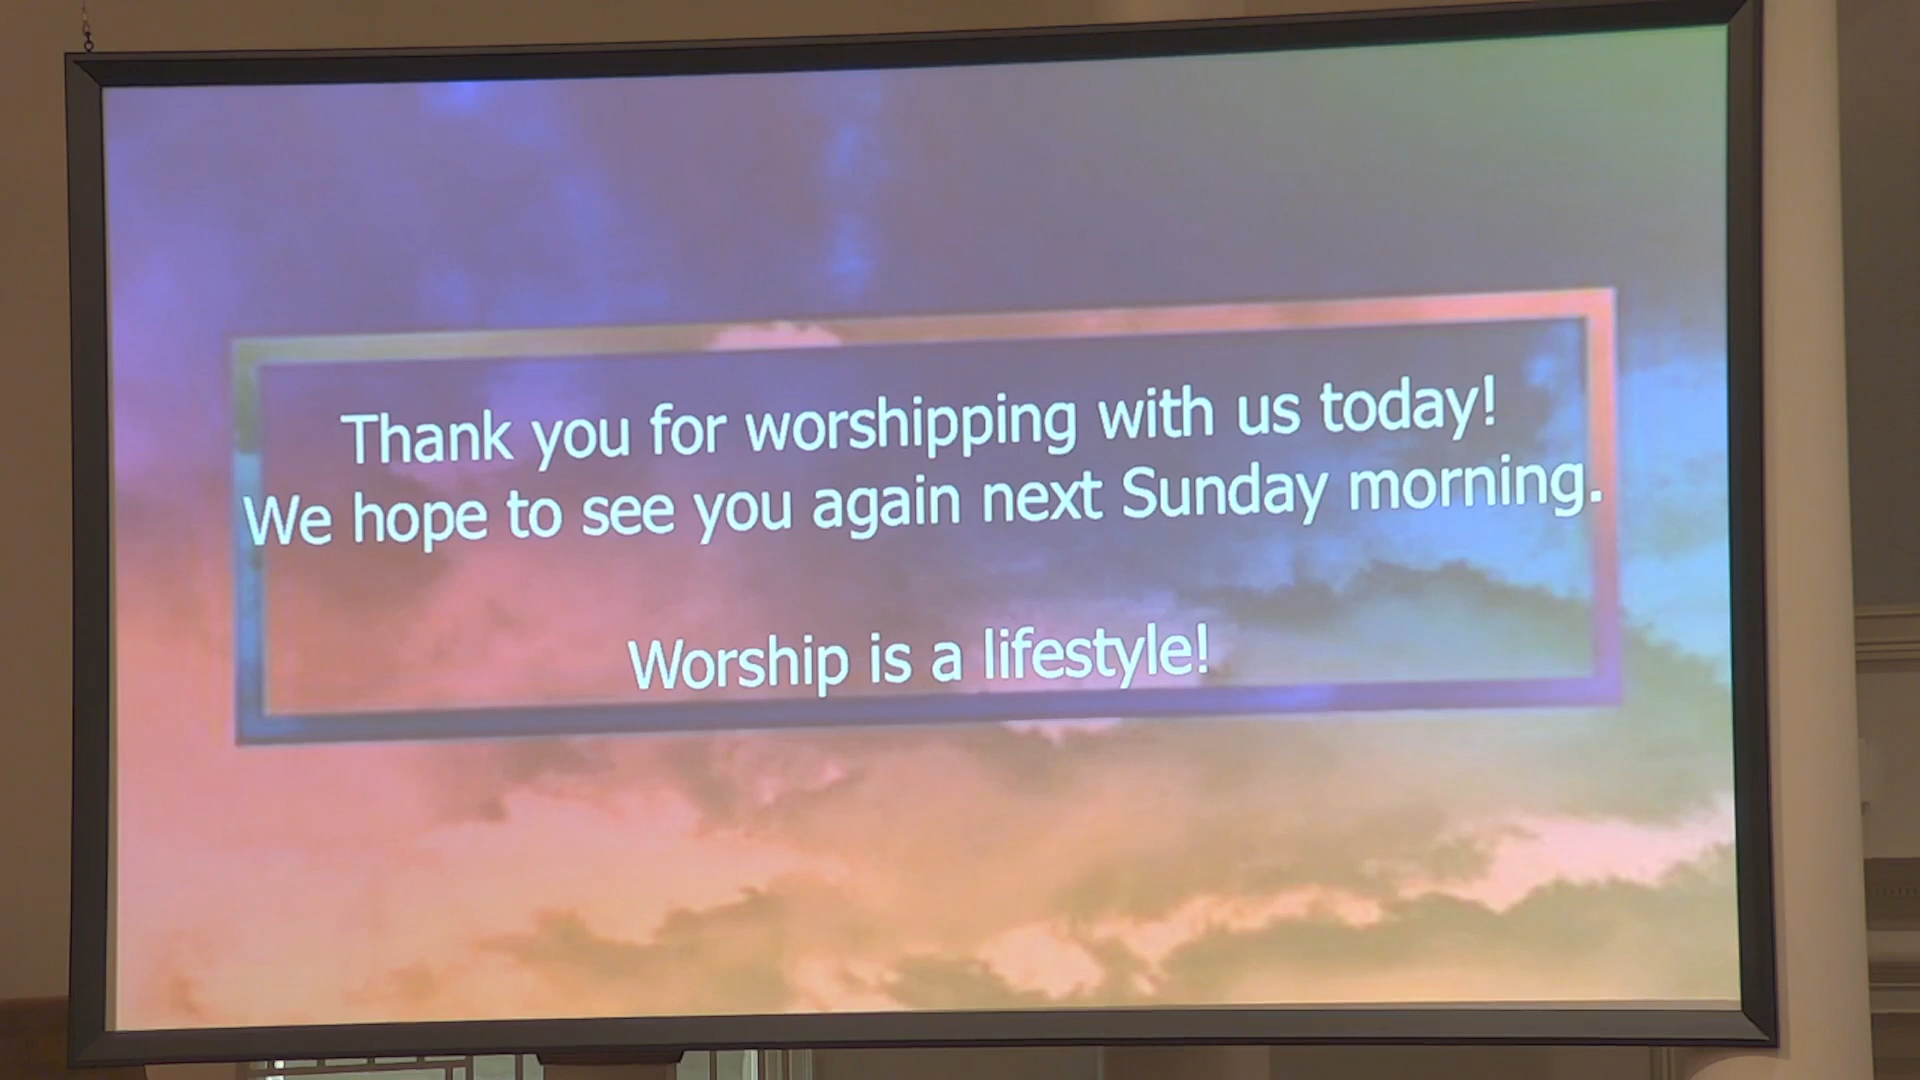 Thank you for worshipping with us today!
We hope to see you again next Sunday morning.
Worship is a lifestyle!